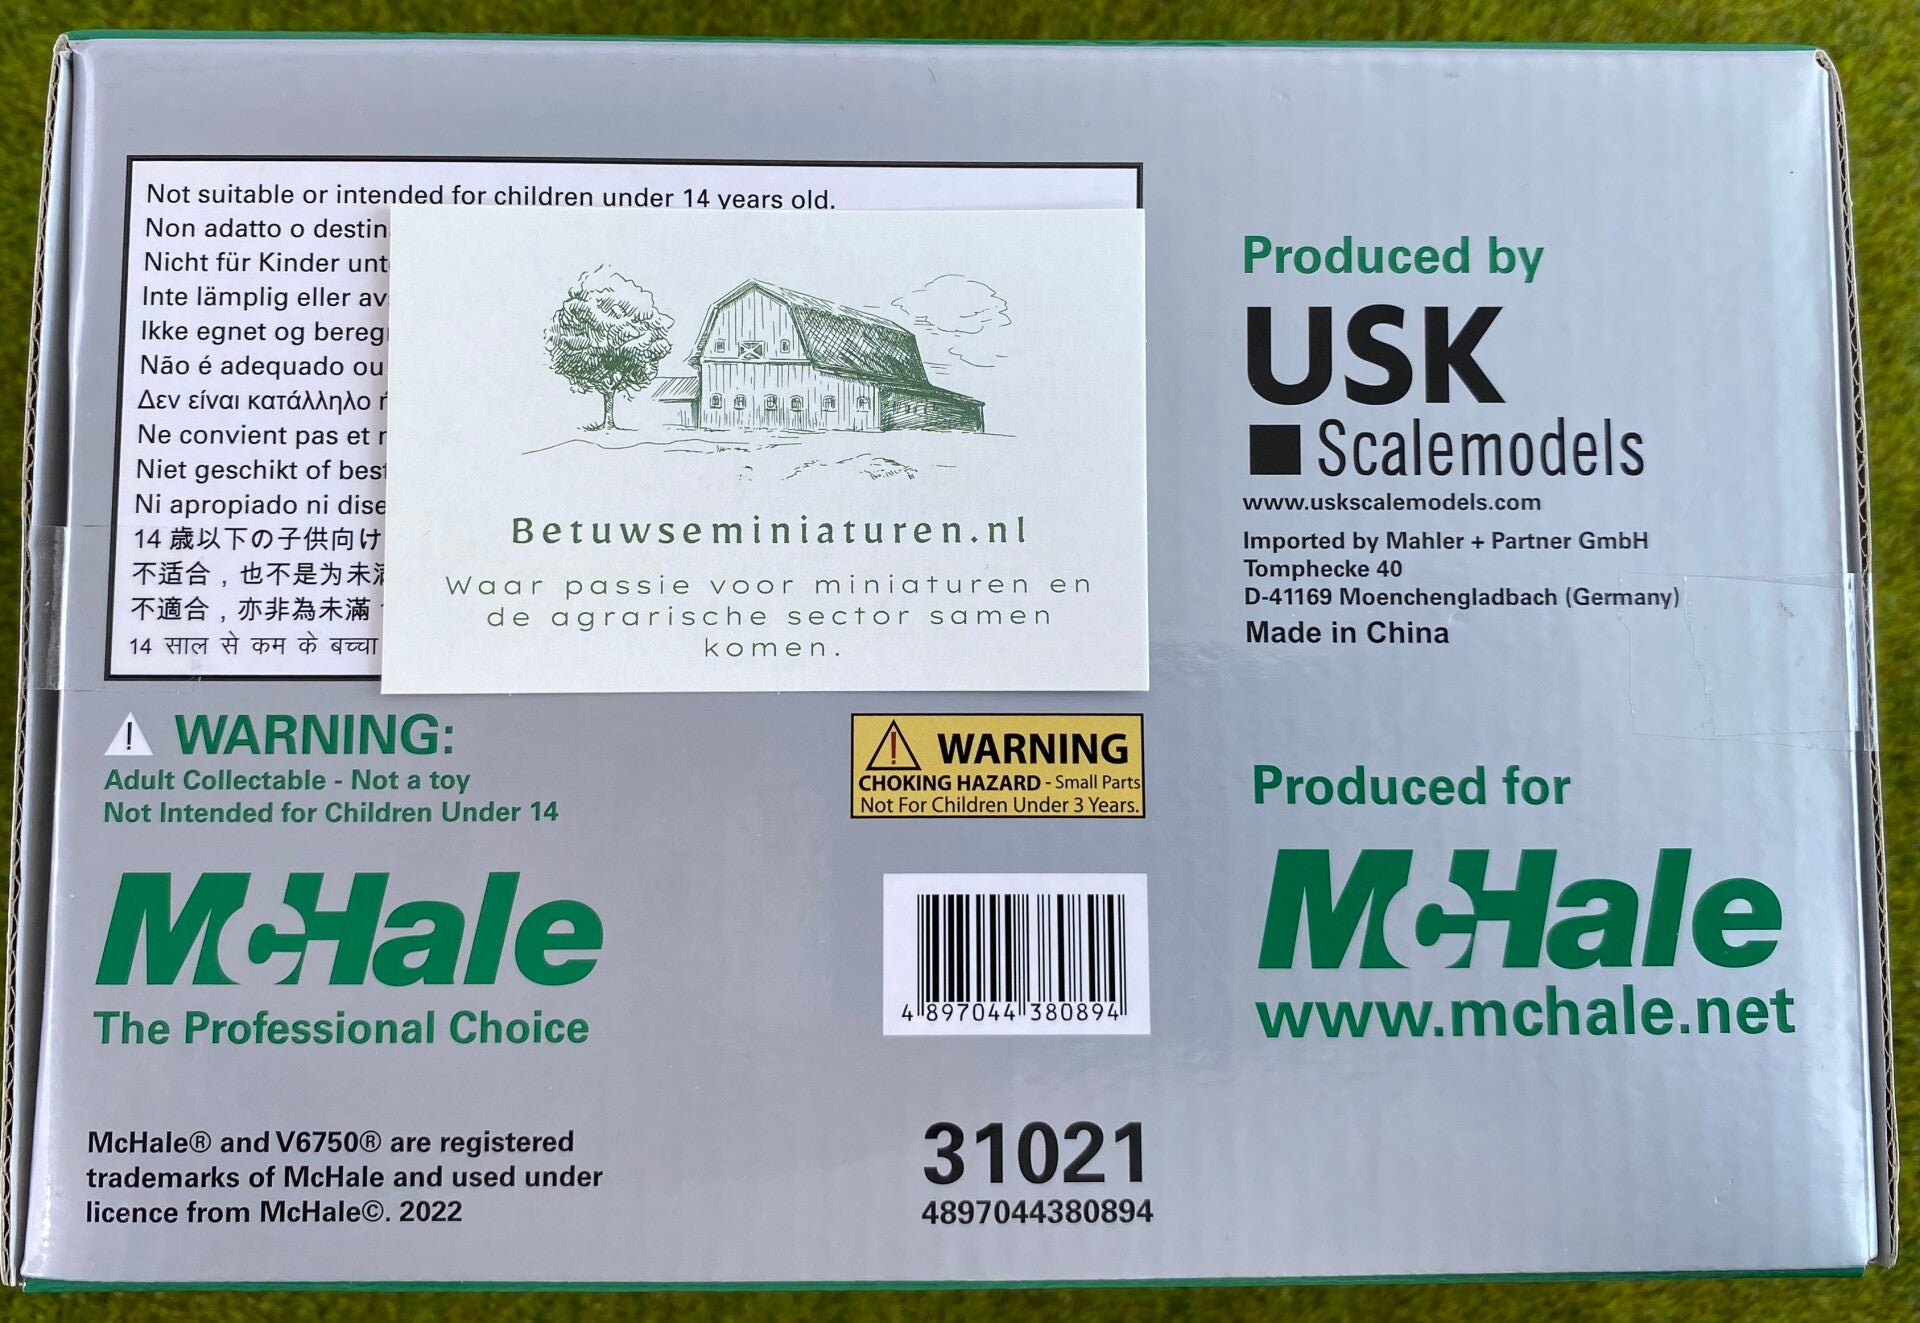 Not suitable or intended for children under 14 years old.
Non adatto o
Nicht für Kinder
Inte lämplig eller
Ikke egnet og
Não é adequado ou
Δεν είναι κατάλληλο
Ne convient pas et
Niet geschikt of
Ni apropiado ni
14 歳以下の子供向け
不适合，也不是为未
不適合，亦非為未滿
14 साल से कम के बच्चा
Betuwseminiaturen.nl
Waar passie voor miniaturen en
de agrarische sector samen
komen.
WARNING:
Adult Collectable - Not a toy
Not Intended for Children Under 14
WARNING
CHOKING HAZARD - Small Parts
Not For Children Under 3 Years.
McHale
The Professional Choice
4 897044 380894
McHale® and V6750® are registered
trademarks of McHale and used under
licence from McHale©. 2022
31021
4897044380894
Produced by
USK
Scalemodels
www.uskscalemodels.com
Imported by Mahler + Partner GmbH
Tomphecke 40
D-41169 Moenchengladbach (Germany)
Made in China
Produced for
McHale
www.mchale.net